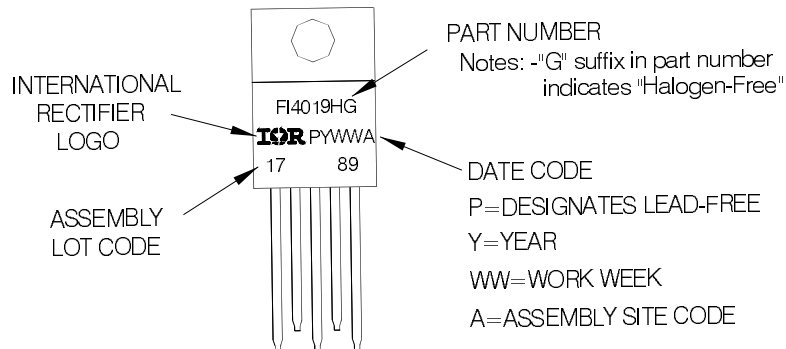 PART NUMBER
Notes: -"G" suffix in part number
indicates "Halogen-Free"
INTERNATIONAL
RECTIFIER
LOGO
FI4019HG
IOR PYWWA
17 89
ASSEMBLY
LOT CODE
DATE CODE
P=DESIGNATES LEAD-FREE
Y=YEAR
WW=WORK WEEK
A=ASSEMBLY SITE CODE